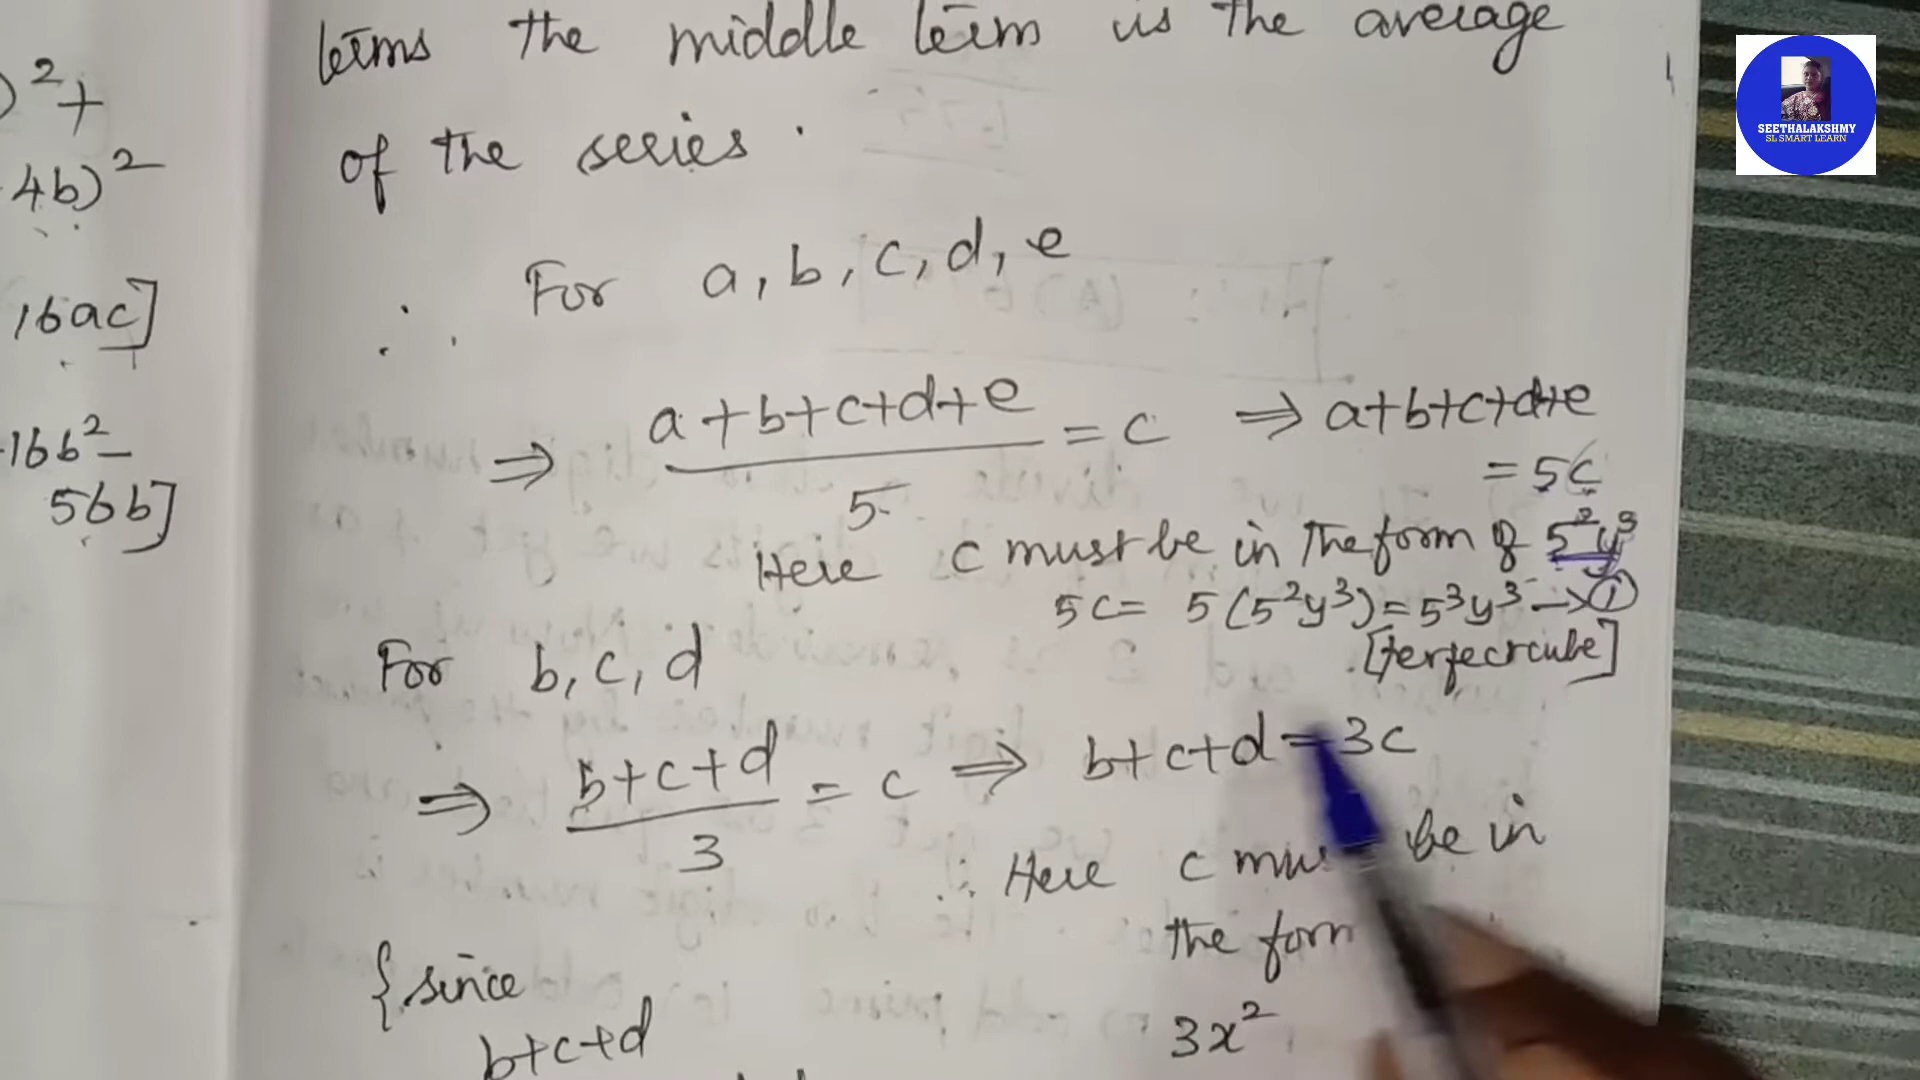 )² +
4b)²
16ac]
-16b² -
56b]
terms the middle term is the average
of the series.
∴ For a, b, c, d, e
⇒ a+b+c+d+e / 5 = c ⇒ a+b+c+d+e
= 5c
Here c must be in the form of 5²y³
5c = 5(5²y³) = 5³y³ → ①
[perfect cube]
For b, c, d
⇒ b+c+d / 3 = c ⇒ b+c+d = 3c
∴ Here c must be in
the form
3x²
{since
b+c+d
SEETHALAKSHMY
SL SMART LEARN